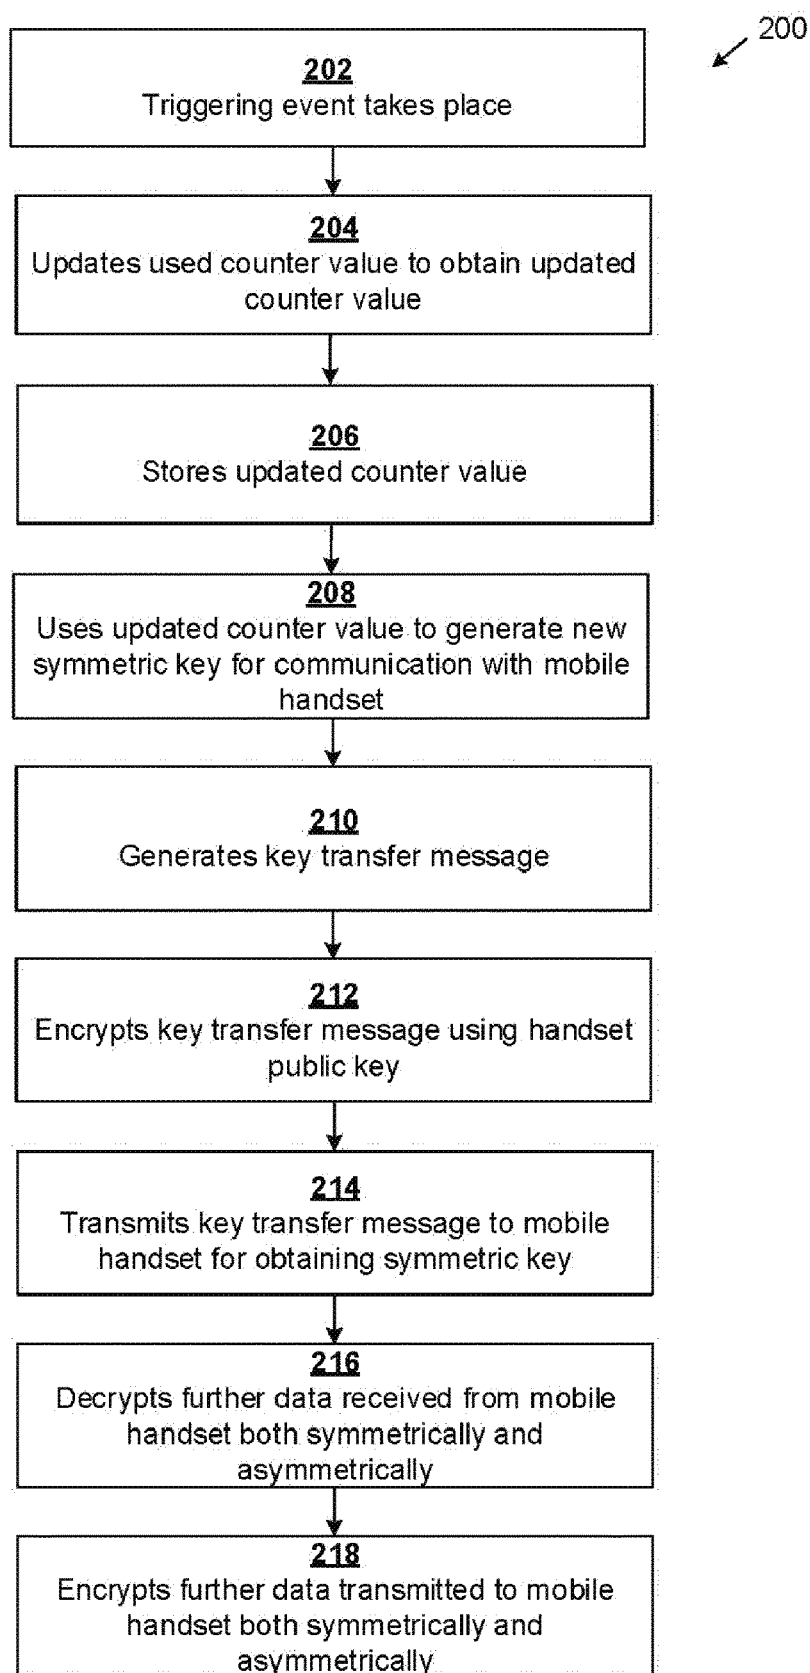 200
202
Triggering event takes place
204
Updates used counter value to obtain updated
counter value
206
Stores updated counter value
208
Uses updated counter value to generate new
symmetric key for communication with mobile
handset
210
Generates key transfer message
212
Encrypts key transfer message using handset
public key
214
Transmits key transfer message to mobile
handset for obtaining symmetric key
216
Decrypts further data received from mobile
handset both symmetrically and
asymmetrically
218
Encrypts further data transmitted to mobile
handset both symmetrically and
asymmetrically